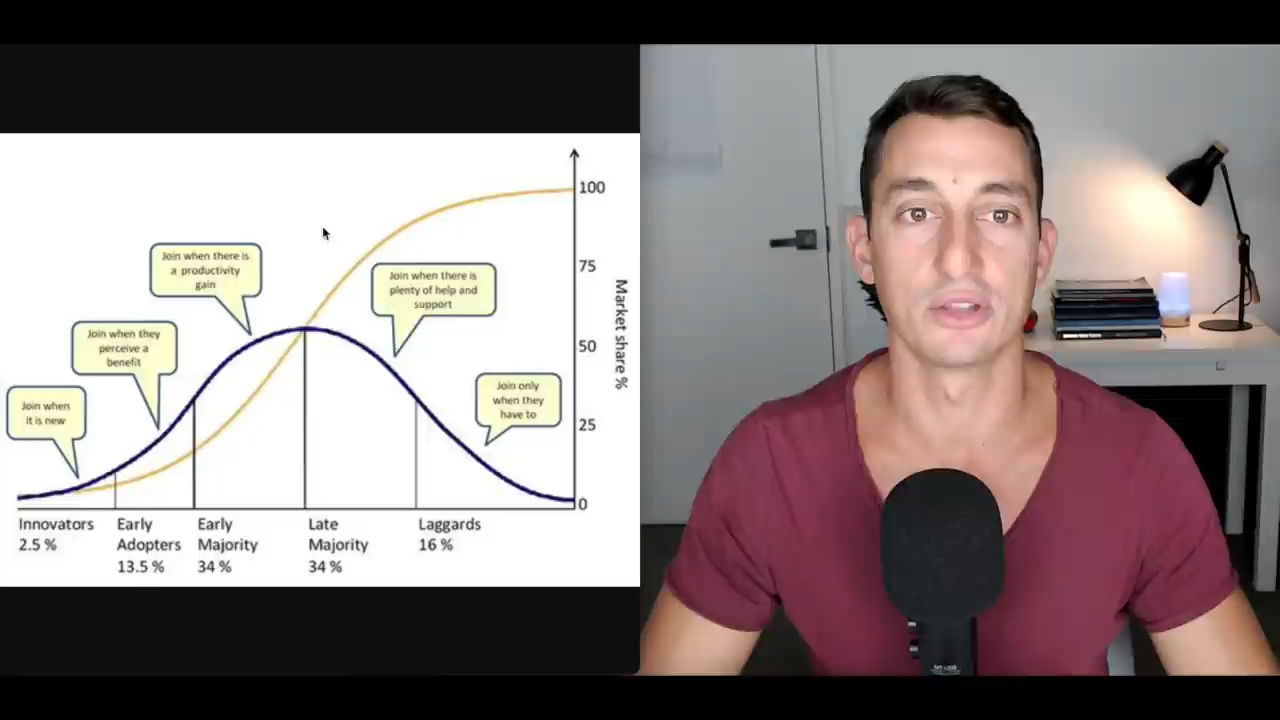 100
Join when there is
a productivity
gain
75
Join when there is
plenty of help and
support
Market share %
Join when they
perceive a
benefit
50
Join when
it is new
Join only
when they
have to
25
0
Innovators
2.5 %
Early
Adopters
13.5 %
Early
Majority
34 %
Late
Majority
34 %
Laggards
16 %